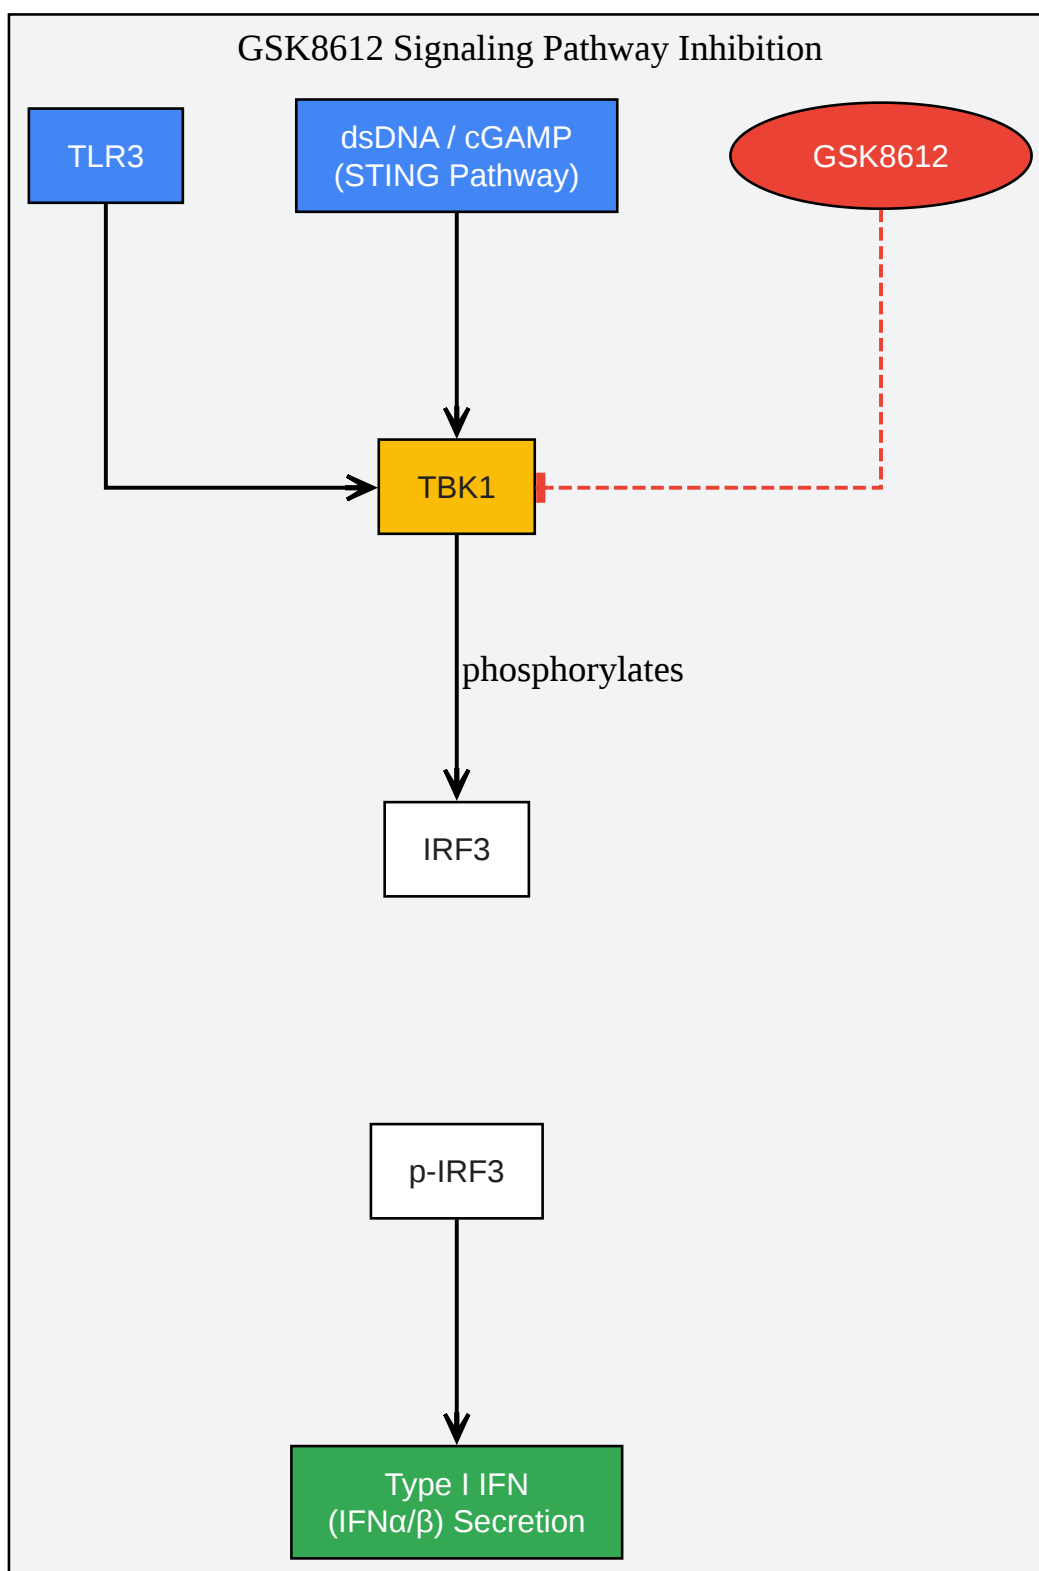 GSK8612 Signaling Pathway Inhibition
TLR3
dsDNA / cGAMP
(STING Pathway)
GSK8612
TBK1
phosphorylates
IRF3
p-IRF3
Type I IFN
(IFNα/β) Secretion